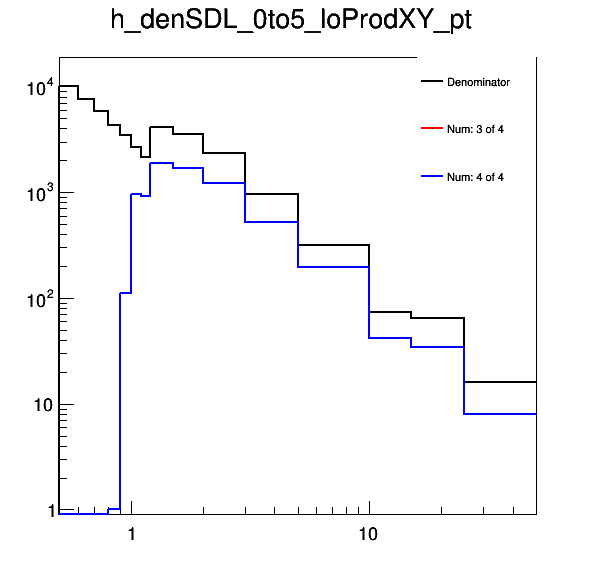 h_denSDL_0to5_loProdXY_pt
Denominator
Num: 3 of 4
Num: 4 of 4
10^4
10^3
10^2
10
1
1 10